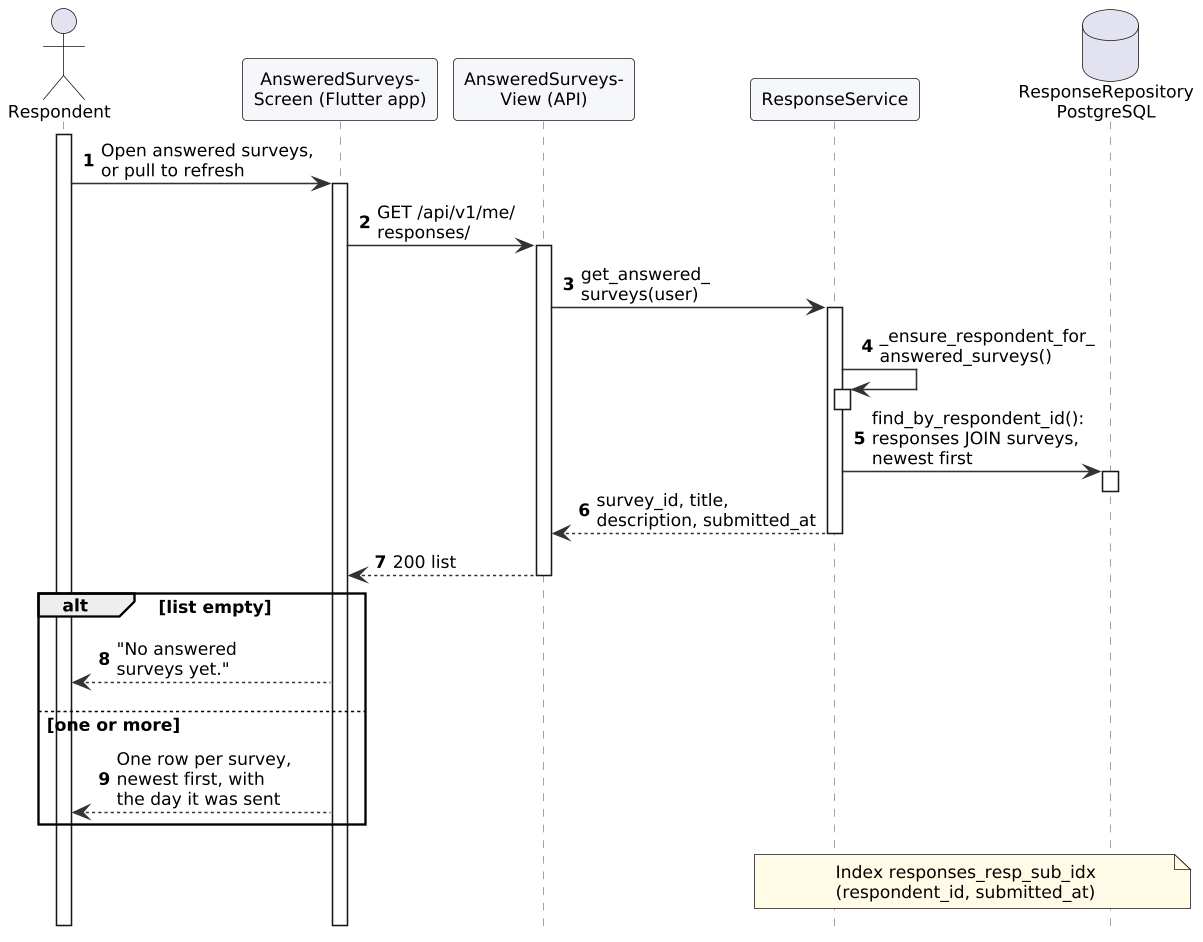 Respondent
AnsweredSurveys-
Screen (Flutter app)
AnsweredSurveys-
View (API)
ResponseService
ResponseRepository
PostgreSQL
1 Open answered surveys,
or pull to refresh
2 GET /api/v1/me/
responses/
3 get_answered_
surveys(user)
4 _ensure_respondent_for_
answered_surveys()
5 find_by_respondent_id():
responses JOIN surveys,
newest first
6 survey_id, title,
description, submitted_at
7 200 list
alt [list empty]
8 "No answered
surveys yet."
[one or more]
9 One row per survey,
newest first, with
the day it was sent
Index responses_resp_sub_idx
(respondent_id, submitted_at)